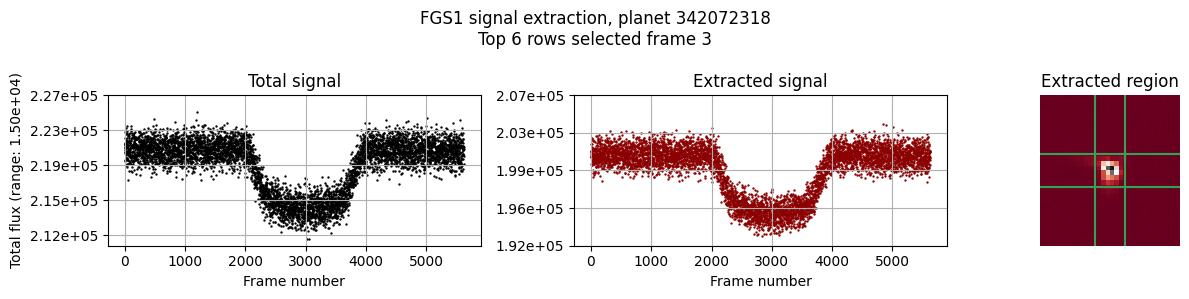 FGS1 signal extraction, planet 342072318
Top 6 rows selected frame 3
Total signal
Total flux (range: 1.50e+04)
2.27e+05
2.23e+05
2.19e+05
2.15e+05
2.12e+05
0 1000 2000 3000 4000 5000
Frame number
Extracted signal
2.07e+05
2.03e+05
1.99e+05
1.96e+05
1.92e+05
0 1000 2000 3000 4000 5000
Frame number
Extracted region